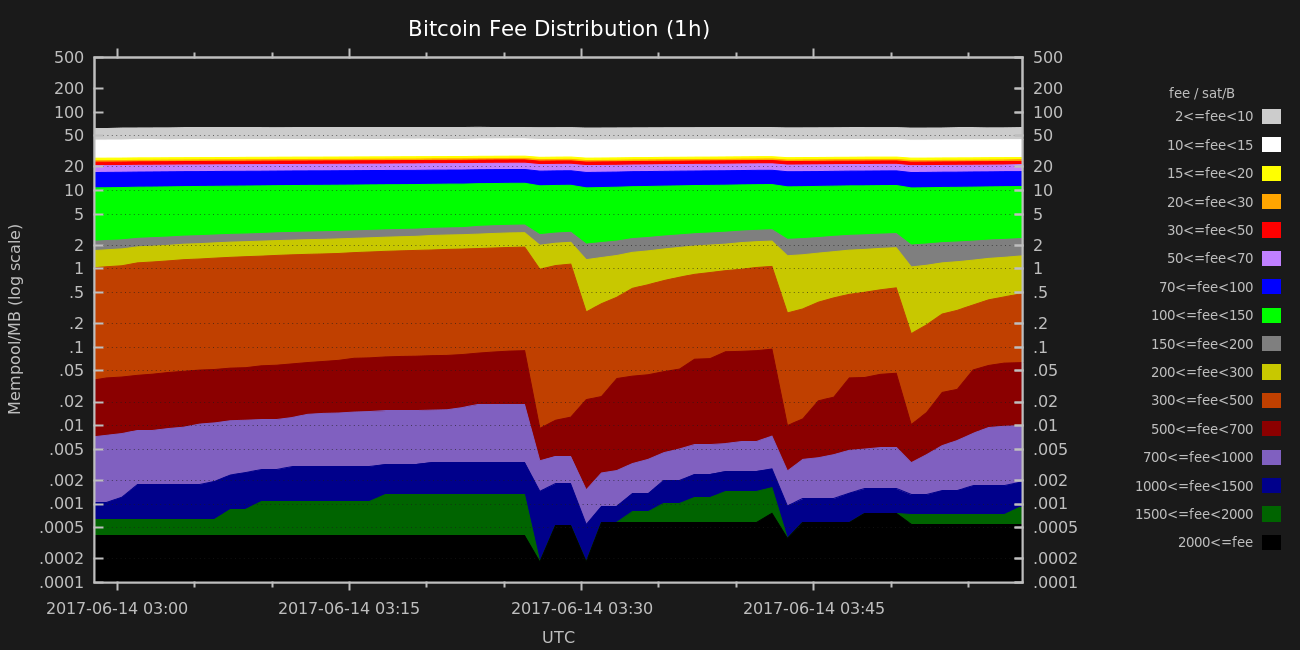 Bitcoin Fee Distribution (1h)
500 500
200 200
100 100
50 50
20 20
10 10
5 5
2 2
1 1
.5 .5
.2 .2
.1 .1
.05 .05
.02 .02
.01 .01
.005 .005
.002 .002
.001 .001
.0005 .0005
.0002 .0002
.0001 .0001
Mempool/MB (log scale)
2017-06-14 03:00 2017-06-14 03:15 2017-06-14 03:30 2017-06-14 03:45
UTC
fee / sat/B
2<=fee<10
10<=fee<15
15<=fee<20
20<=fee<30
30<=fee<50
50<=fee<70
70<=fee<100
100<=fee<150
150<=fee<200
200<=fee<300
300<=fee<500
500<=fee<700
700<=fee<1000
1000<=fee<1500
1500<=fee<2000
2000<=fee